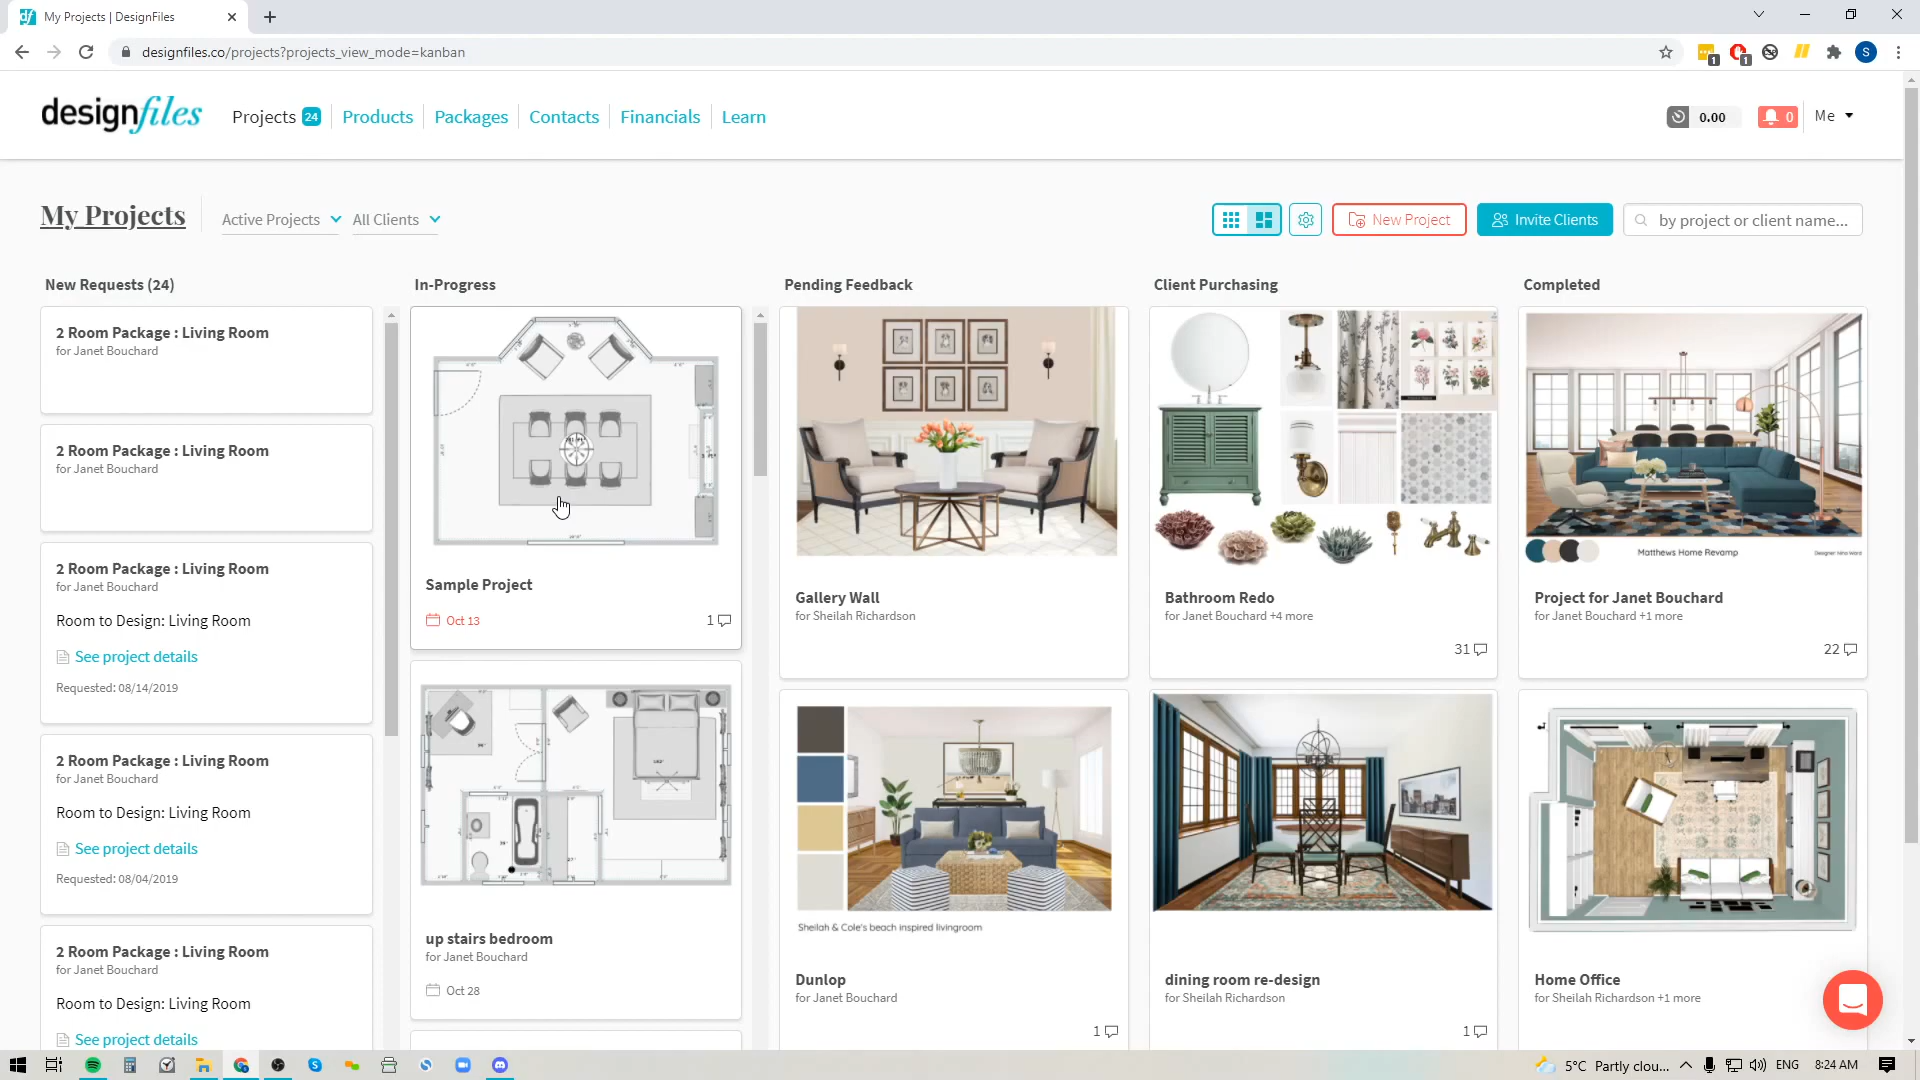 My Projects | DesignFiles
designfiles.co/projects?projects_view_mode=kanban
1
1
S
designfiles
Projects 24
Products
Packages
Contacts
Financials
Learn
0.00
0
Me
My Projects
Active Projects
All Clients
New Project
Invite Clients
by project or client name...
New Requests (24)
2 Room Package : Living Room
for Janet Bouchard
2 Room Package : Living Room
for Janet Bouchard
2 Room Package : Living Room
for Janet Bouchard
Room to Design: Living Room
See project details
Requested: 08/14/2019
2 Room Package : Living Room
for Janet Bouchard
Room to Design: Living Room
See project details
Requested: 08/04/2019
2 Room Package : Living Room
for Janet Bouchard
Room to Design: Living Room
See project details
In-Progress
Sample Project
Oct 13
1
up stairs bedroom
for Janet Bouchard
Oct 28
Pending Feedback
Gallery Wall
for Sheilah Richardson
Sheilah & Cole's beach inspired livingroom
Dunlop
for Janet Bouchard
1
Client Purchasing
Bathroom Redo
for Janet Bouchard +4 more
31
dining room re-design
for Sheilah Richardson
1
Completed
Matthews Home Revamp
Designer: Nina Ward
Project for Janet Bouchard
for Janet Bouchard +1 more
22
Home Office
for Sheilah Richardson +1 more
5°C Partly clou...
ENG
8:24 AM